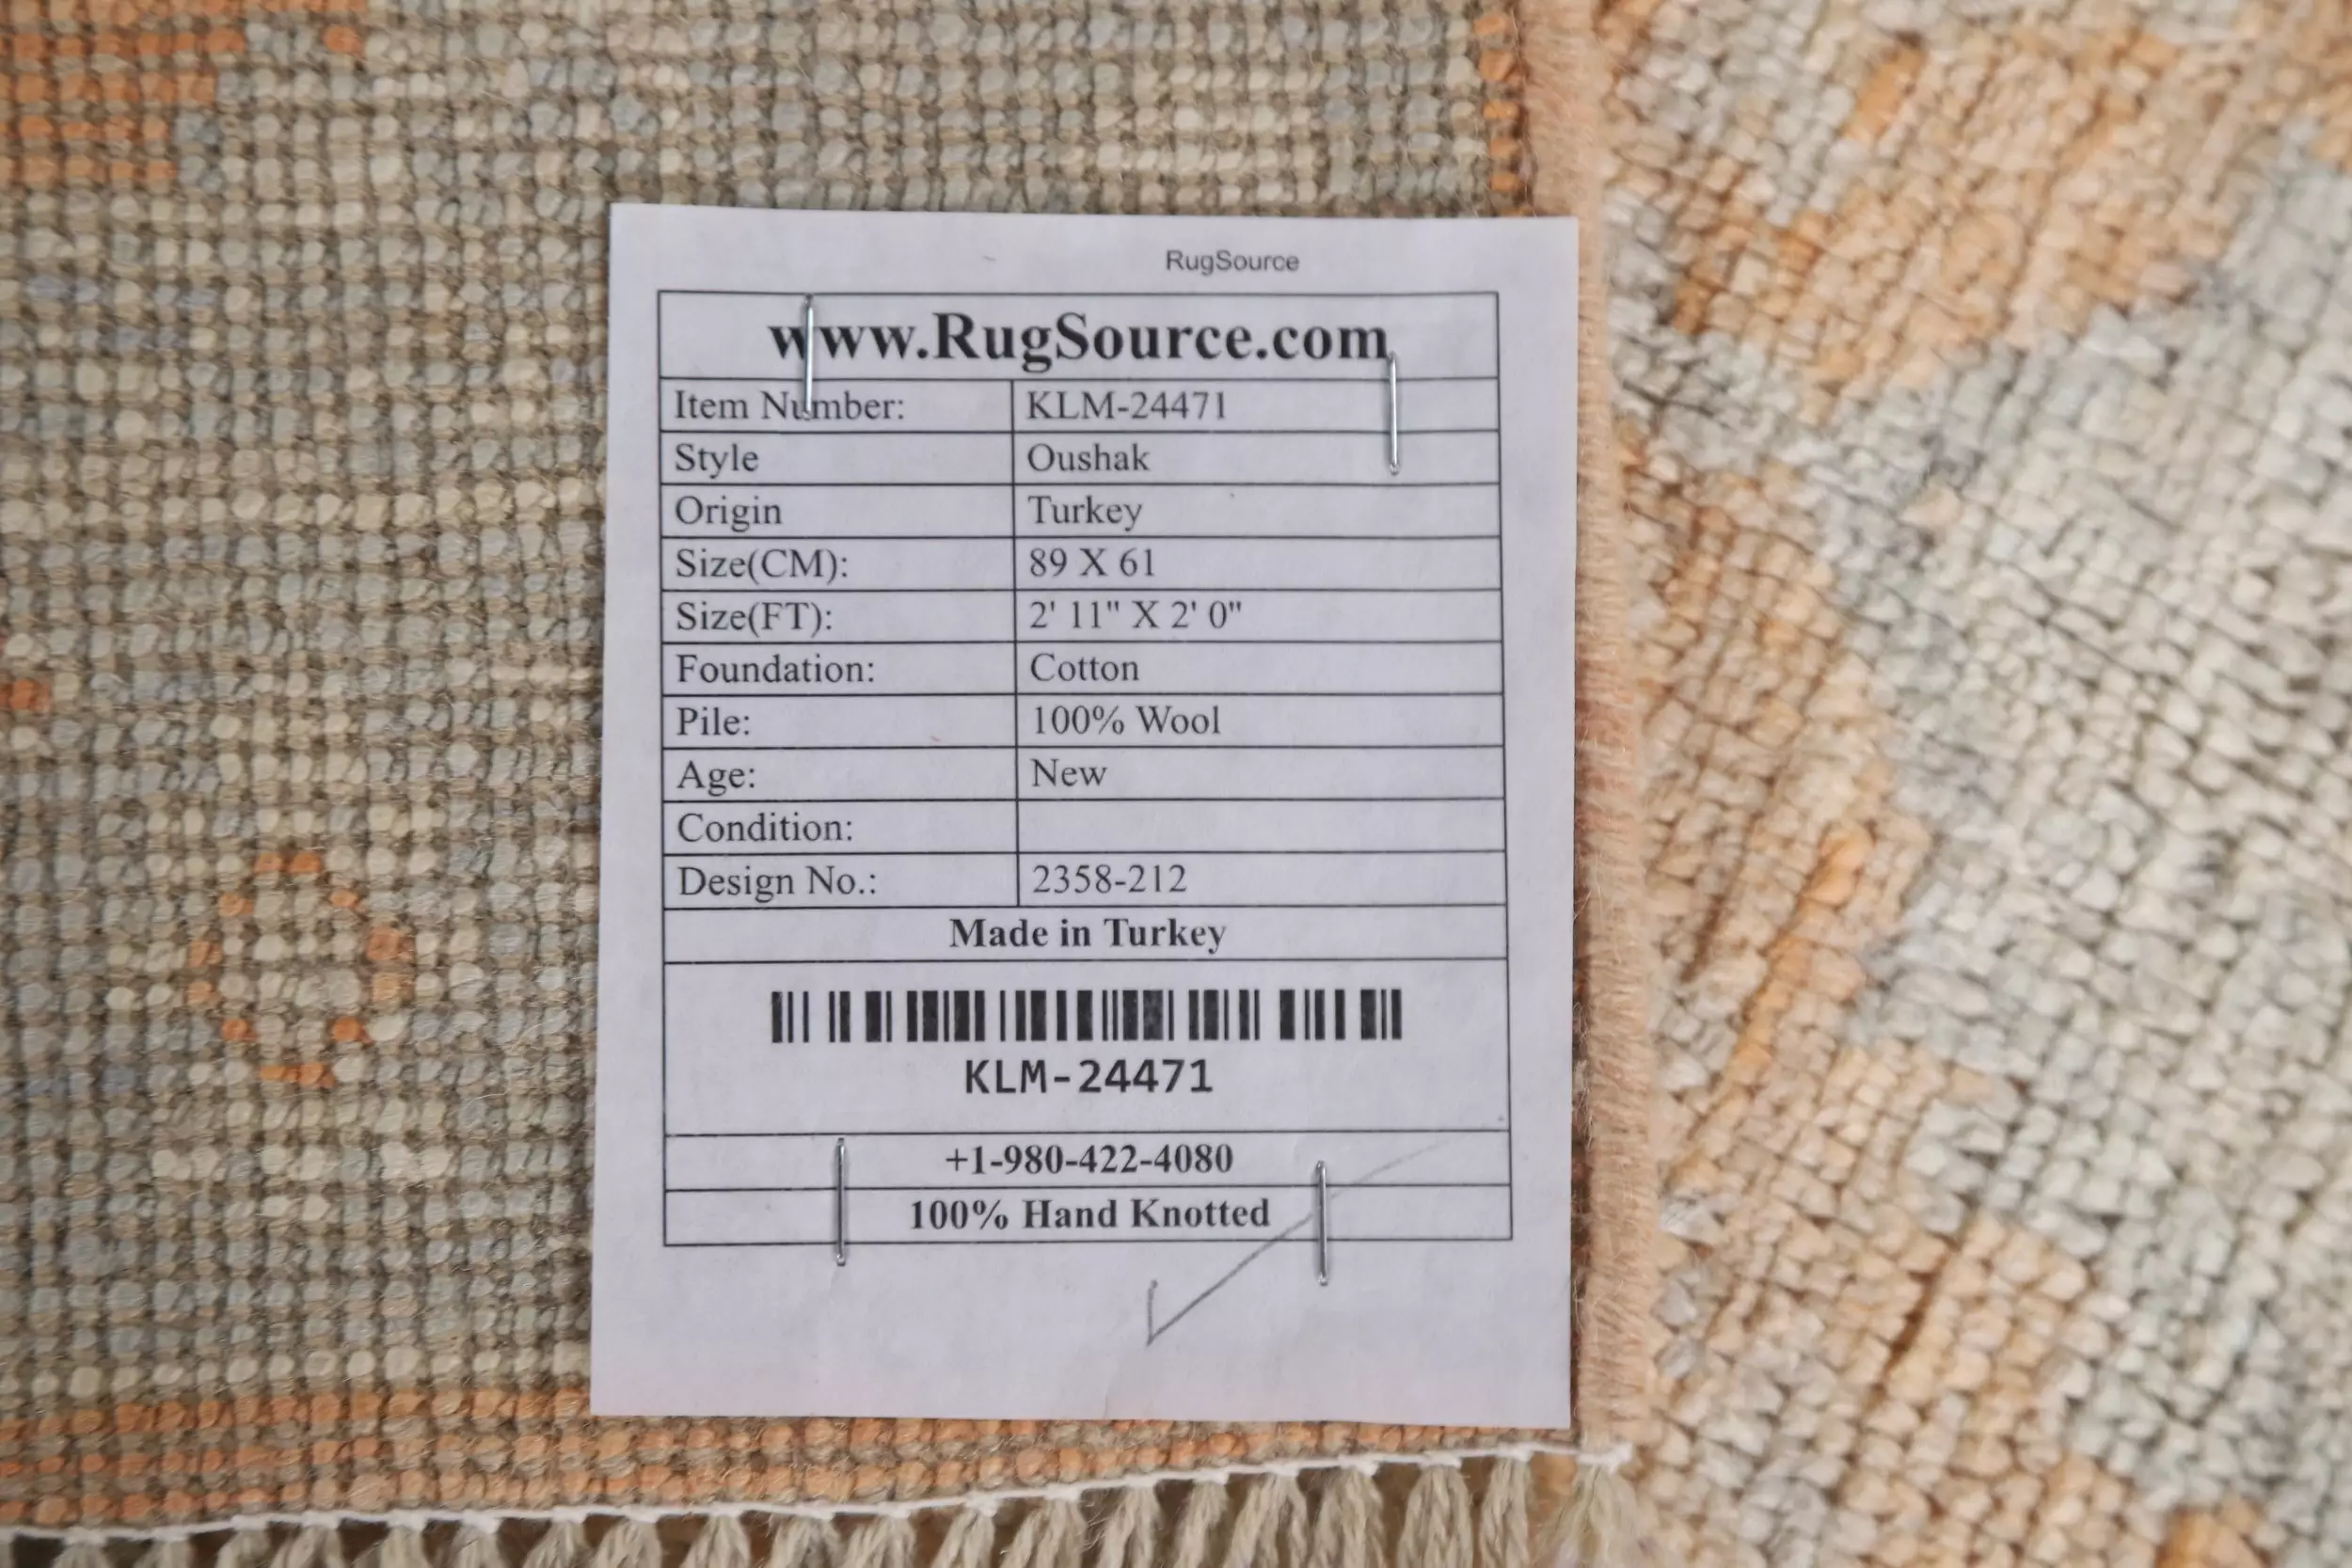 RugSource
www.RugSource.com
Item Number: KLM-24471
Style Oushak
Origin Turkey
Size(CM): 89 X 61
Size(FT): 2' 11" X 2' 0"
Foundation: Cotton
Pile: 100% Wool
Age: New
Condition:
Design No.: 2358-212
Made in Turkey
KLM-24471
+1-980-422-4080
100% Hand Knotted